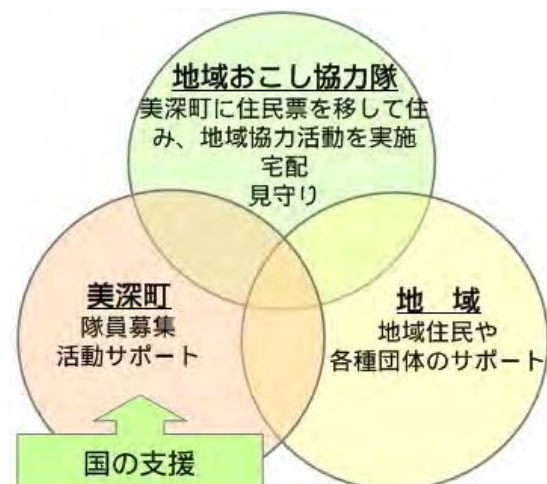 地域おこし協力隊
美深町に住民票を移して住
み、地域協力活動を実施
宅配
見守り
美深町
隊員募集
活動サポート
地　域
地域住民や
各種団体のサポート
国の支援